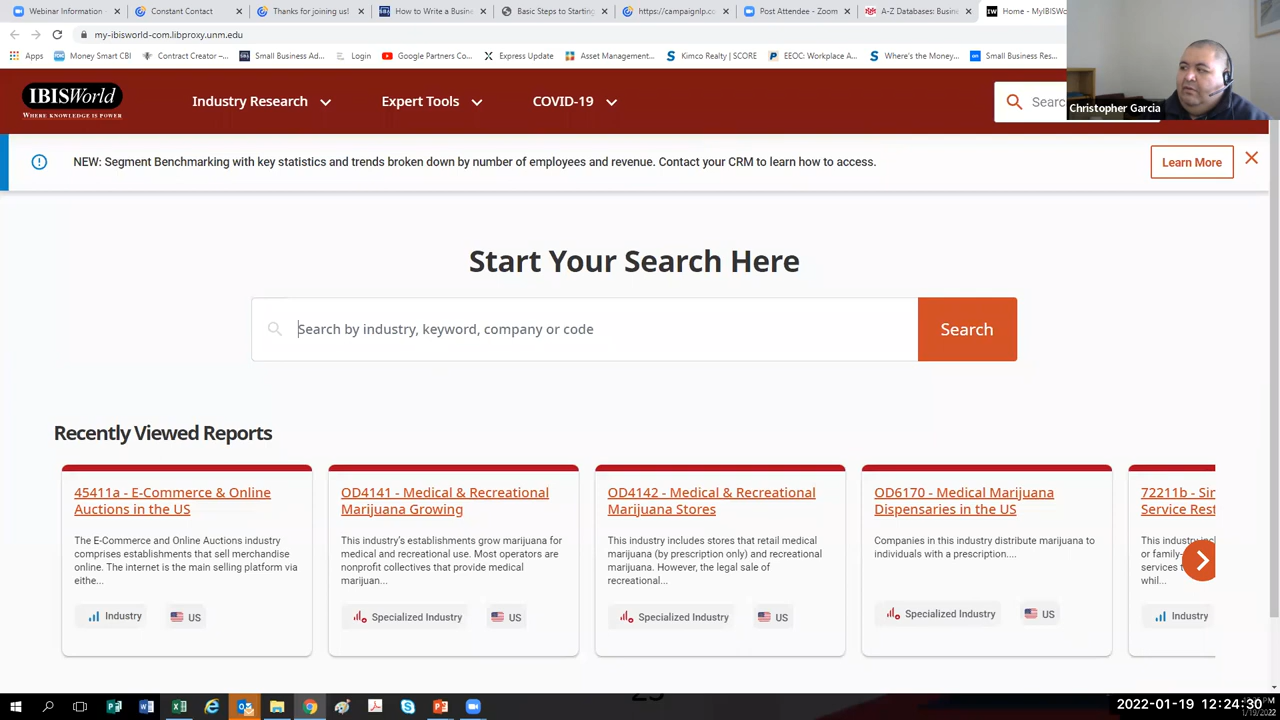 Webinar Information -
Constant Contact
Thanks for joining us!
How to Write a Busine
Basic Steps to Starting
https://campaignlp.co
Post Attendee - Zoom
A-Z Databases: Busin
Home - MyIBISWo
my-ibisworld-com.libproxy.unm.edu
Apps
Money Smart CBI
Contract Creator –...
Small Business Ad...
Login
Google Partners Co...
Express Update
Asset Management...
Kimco Realty | SCORE
EEOC: Workplace A...
Where's the Money...
Small Business Res...
IBISWorld
WHERE KNOWLEDGE IS POWER
Industry Research
Expert Tools
COVID-19
Searc
Christopher Garcia
NEW: Segment Benchmarking with key statistics and trends broken down by number of employees and revenue. Contact your CRM to learn how to access.
Learn More
Start Your Search Here
Search by industry, keyword, company or code
Search
Recently Viewed Reports
45411a - E-Commerce & Online
Auctions in the US
The E-Commerce and Online Auctions industry
comprises establishments that sell merchandise
online. The internet is the main selling platform via
eithe...
Industry
US
OD4141 - Medical & Recreational
Marijuana Growing
This industry's establishments grow marijuana for
medical and recreational use. Most operators are
nonprofit collectives that provide medical
marijuan...
Specialized Industry
US
OD4142 - Medical & Recreational
Marijuana Stores
This industry includes stores that retail medical
marijuana (by prescription only) and recreational
marijuana. However, the legal sale of
recreational...
Specialized Industry
US
OD6170 - Medical Marijuana
Dispensaries in the US
Companies in this industry distribute marijuana to
individuals with a prescription....
Specialized Industry
US
72211b - Sin
Service Rest
This industry incl
or family-
services t
whil...
Industry
2022-01-19 12:24:30